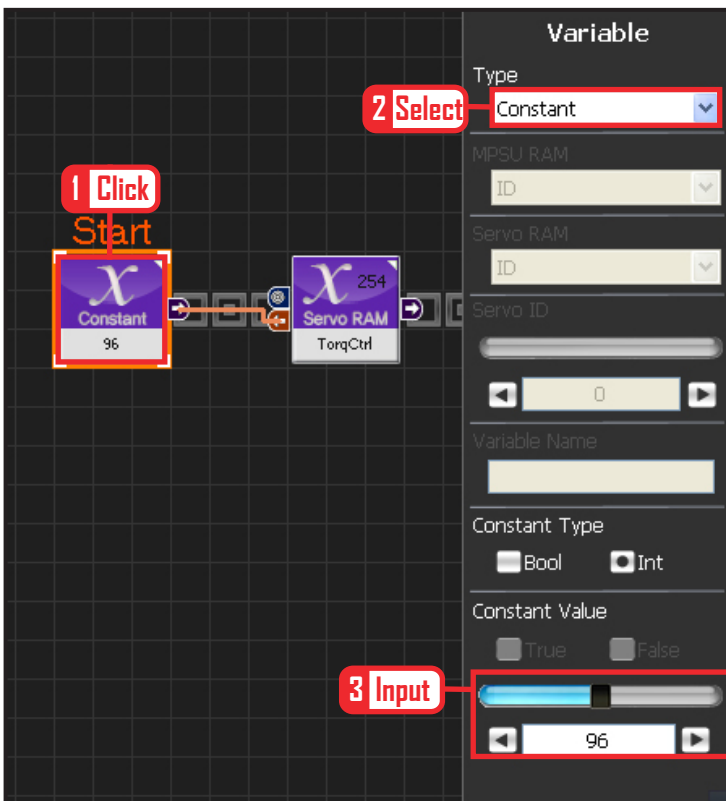 Variable
Type
2 Select
Constant
MPSU RAM
ID
1 Click
Start
Servo RAM
ID
254
Constant
Servo RAM
96
TorqCtrl
Servo ID
0
Variable Name
Constant Type
Bool Int
Constant Value
True False
3 Input
96